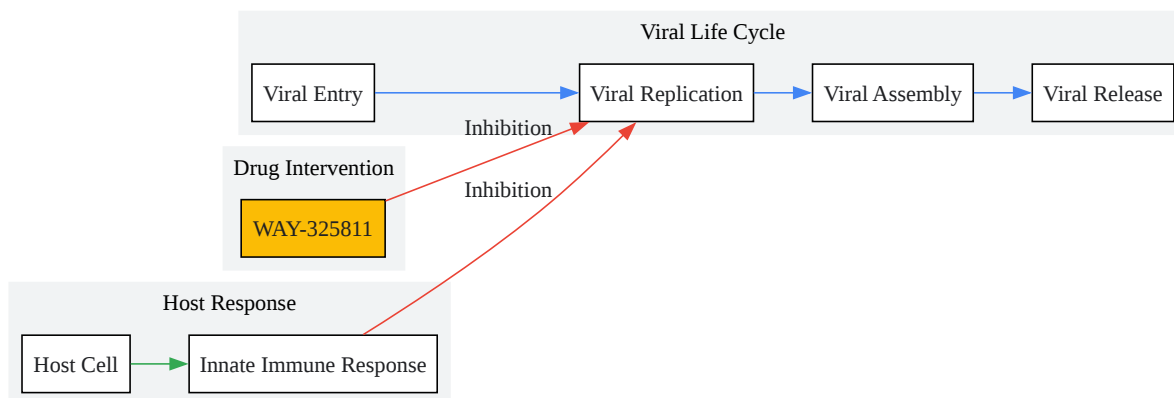 Viral Life Cycle
Viral Entry
Viral Replication
Viral Assembly
Viral Release
Inhibition
Drug Intervention
Inhibition
WAY-325811
Host Response
Host Cell
Innate Immune Response